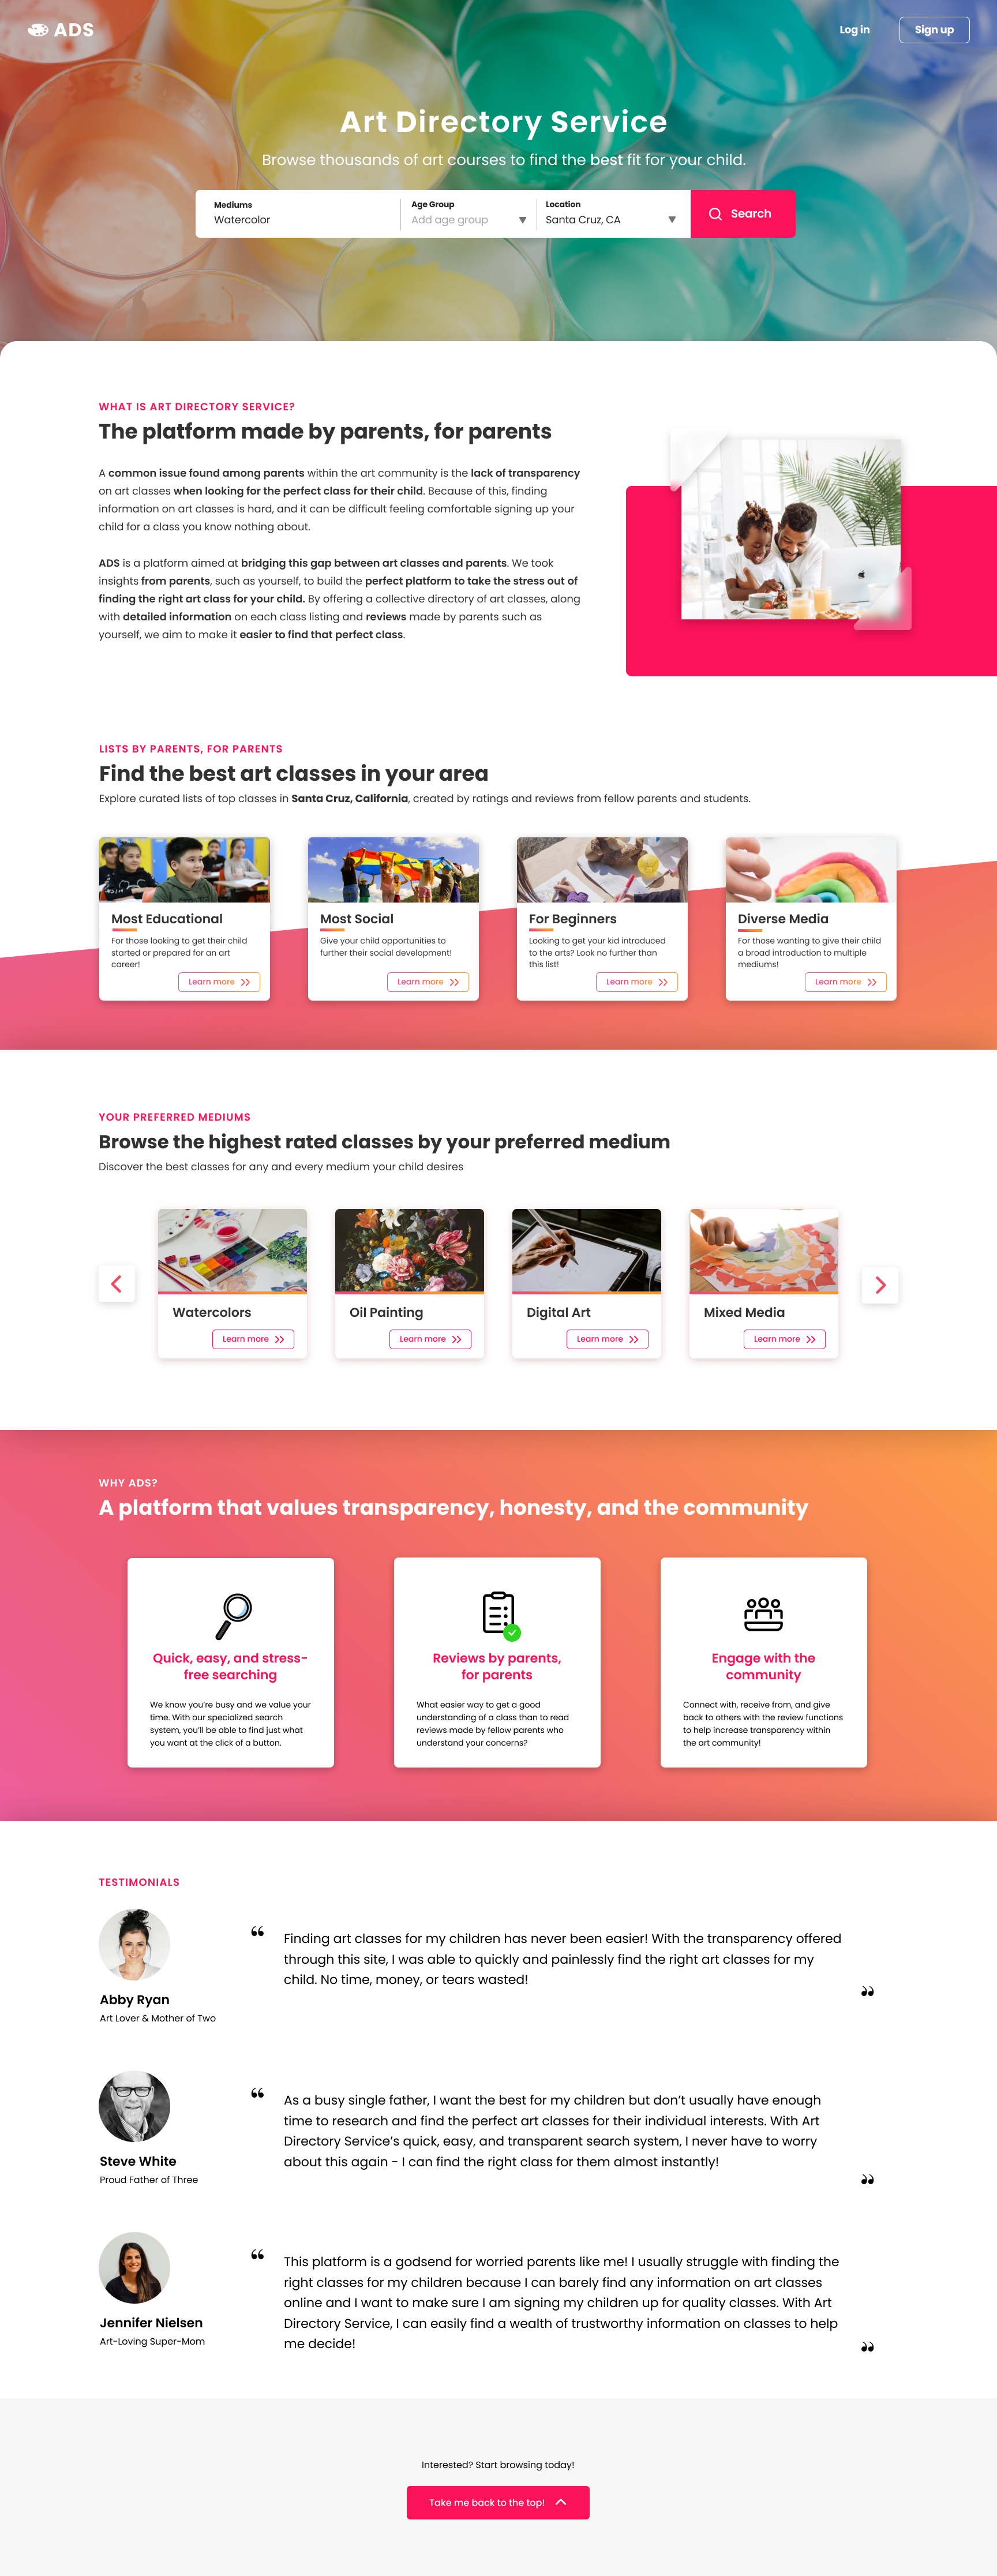 ADS
Log in
Sign up
Art Directory Service
Browse thousands of art courses to find the best fit for your child.
Mediums
Watercolor
Age Group
Add age group
Location
Santa Cruz, CA
Search
WHAT IS ART DIRECTORY SERVICE?
The platform made by parents, for parents
A common issue found among parents within the art community is the lack of transparency
on art classes when looking for the perfect class for their child. Because of this, finding
information on art classes is hard, and it can be difficult feeling comfortable signing up your
child for a class you know nothing about.
ADS is a platform aimed at bridging this gap between art classes and parents. We took
insights from parents, such as yourself, to build the perfect platform to take the stress out of
finding the right art class for your child. By offering a collective directory of art classes, along
with detailed information on each class listing and reviews made by parents such as
yourself, we aim to make it easier to find that perfect class.
LISTS BY PARENTS, FOR PARENTS
Find the best art classes in your area
Explore curated lists of top classes in Santa Cruz, California, created by ratings and reviews from fellow parents and students.
Most Educational
For those looking to get their child
started or prepared for an art
career!
Learn more
Most Social
Give your child opportunities to
further their social development!
Learn more
For Beginners
Looking to get your kid introduced
to the arts? Look no further than
this list!
Learn more
Diverse Media
For those wanting to give their child
a broad introduction to multiple
mediums!
Learn more
YOUR PREFERRED MEDIUMS
Browse the highest rated classes by your preferred medium
Discover the best classes for any and every medium your child desires
Watercolors
Learn more
Oil Painting
Learn more
Digital Art
Learn more
Mixed Media
Learn more
WHY ADS?
A platform that values transparency, honesty, and the community
Quick, easy, and stress-
free searching
We know you're busy and we value your
time. With our specialized search
system, you'll be able to find just what
you want at the click of a button.
Reviews by parents,
for parents
What easier way to get a good
understanding of a class than to read
reviews made by fellow parents who
understand your concerns?
Engage with the
community
Connect with, receive from, and give
back to others with the review functions
to help increase transparency within
the art community!
TESTIMONIALS
Abby Ryan
Art Lover & Mother of Two
“
Finding art classes for my children has never been easier! With the transparency offered
through this site, I was able to quickly and painlessly find the right art classes for my
child. No time, money, or tears wasted!
”
Steve White
Proud Father of Three
“
As a busy single father, I want the best for my children but don't usually have enough
time to research and find the perfect art classes for their individual interests. With Art
Directory Service's quick, easy, and transparent search system, I never have to worry
about this again - I can find the right class for them almost instantly!
”
Jennifer Nielsen
Art-Loving Super-Mom
“
This platform is a godsend for worried parents like me! I usually struggle with finding the
right classes for my children because I can barely find any information on art classes
online and I want to make sure I am signing my children up for quality classes. With Art
Directory Service, I can easily find a wealth of trustworthy information on classes to help
me decide!
”
Interested? Start browsing today!
Take me back to the top!